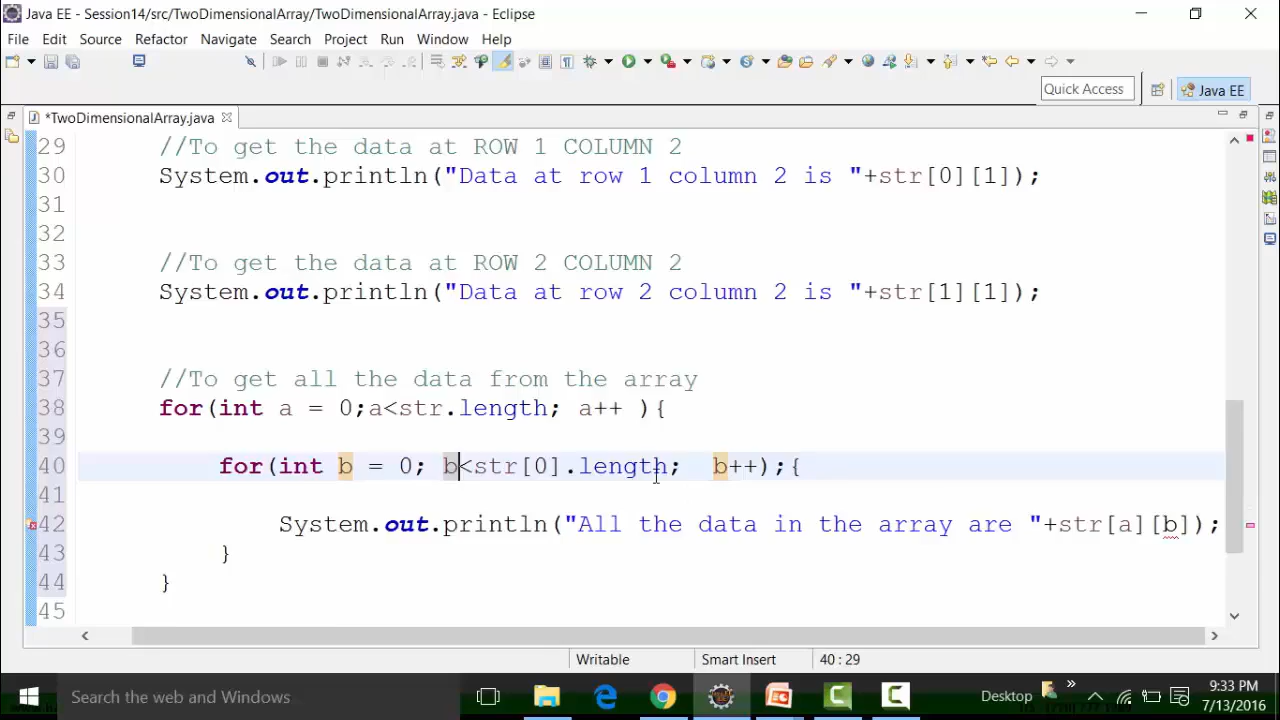 Java EE - Session14/src/TwoDimensionalArray/TwoDimensionalArray.java - Eclipse
File Edit Source Refactor Navigate Search Project Run Window Help
Quick Access
Java EE
*TwoDimensionalArray.java
29 //To get the data at ROW 1 COLUMN 2
30 System.out.println("Data at row 1 column 2 is "+str[0][1]);
31
32
33 //To get the data at ROW 2 COLUMN 2
34 System.out.println("Data at row 2 column 2 is "+str[1][1]);
35
36
37 //To get all the data from the array
38 for(int a = 0;a<str.length; a++ ){
39
40 for(int b = 0; b<str[0].length;  b++);{
41
42 System.out.println("All the data in the array are "+str[a][b]);
43 }
44 }
45
Writable Smart Insert 40 : 29
Search the web and Windows
Desktop
9:33 PM
7/13/2016